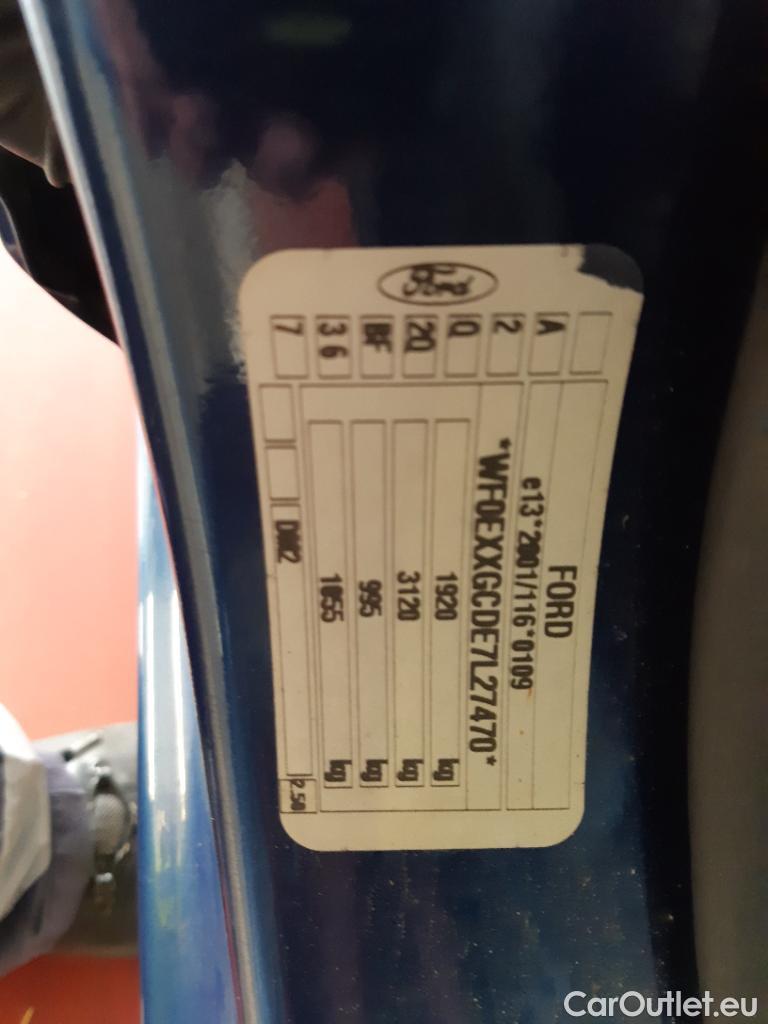 Ford
FORD
e13*2001/116*0109
*WF0EXXGCDE7L27470*
1920 kg
3120 kg
995 kg
1055 kg
D002 2.50
A
2
Q
2Q
BF
3 6
7
CarOutlet.eu